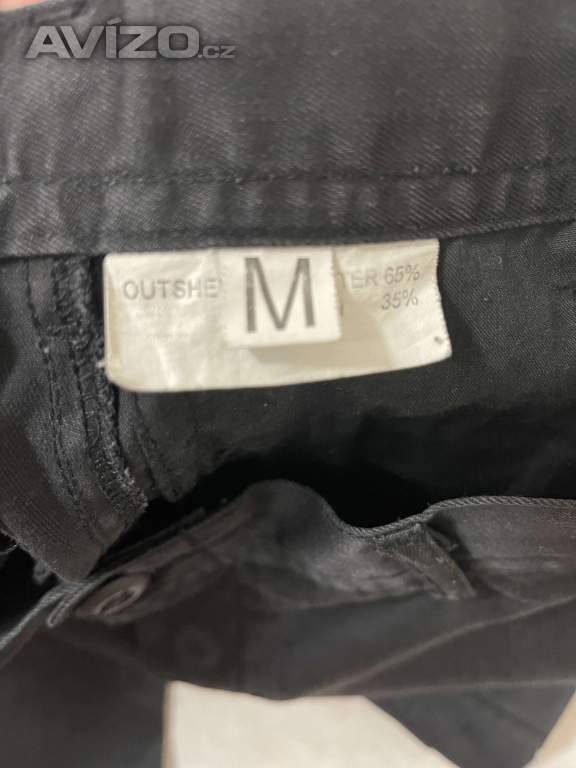 AVÍZO.cz
OUTSHE
M
TER 65%
35%